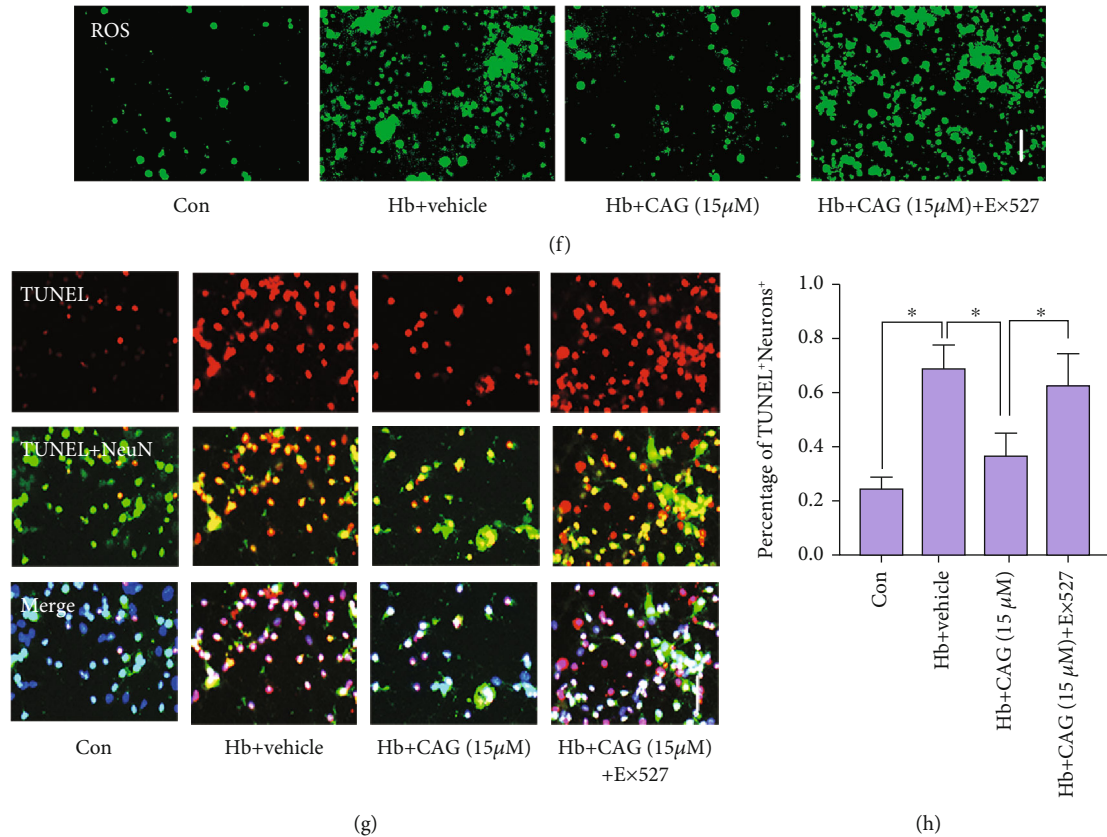 ROS
Con
Hb+vehicle
Hb+CAG (15μM)
Hb+CAG (15μM)+E×527
(f)
TUNEL
TUNEL+NeuN
Merge
Con
Hb+vehicle
Hb+CAG (15μM)
Hb+CAG (15μM)
+E×527
(g)
Percentage of TUNEL⁺Neurons⁺
1.0
0.8
0.6
0.4
0.2
0.0
*
*
*
Con
Hb+vehicle
Hb+CAG (15 μM)
Hb+CAG (15 μM)+E×527
(h)